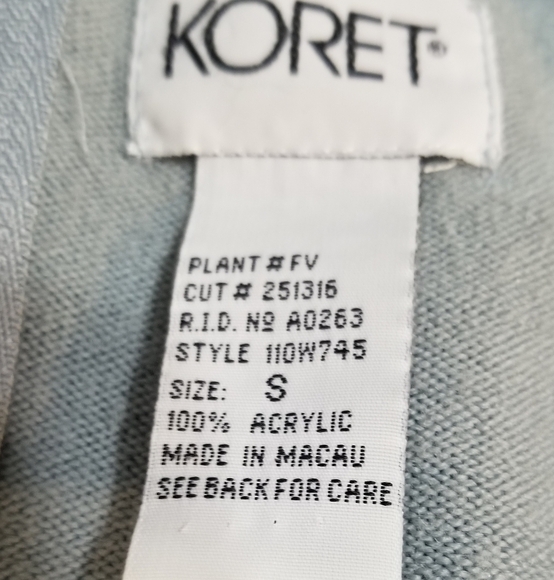 KORET®
PLANT # FV
CUT # 251316
R.I.D. Nº A0263
STYLE 110W745
SIZE: S
100% ACRYLIC
MADE IN MACAU
SEE BACK FOR CARE